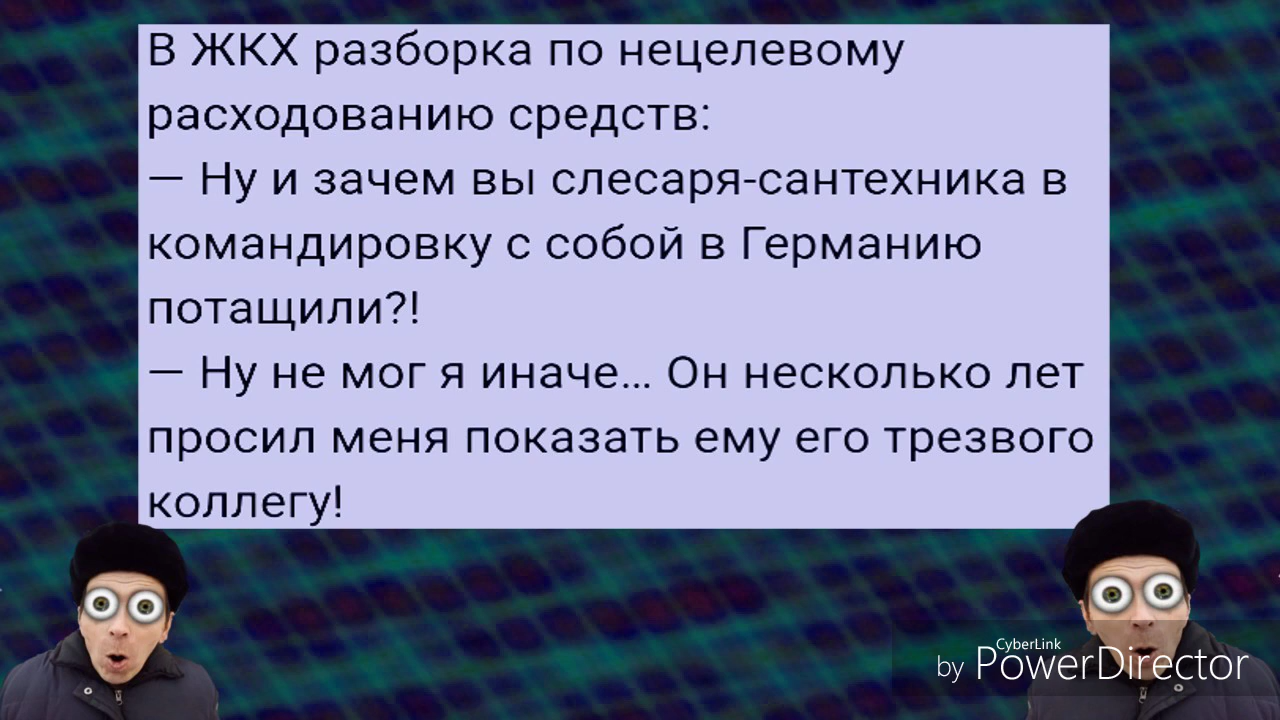 В ЖКХ разборка по нецелевому
расходованию средств:
— Ну и зачем вы слесаря-сантехника в
командировку с собой в Германию
потащили?!
— Ну не мог я иначе... Он несколько лет
просил меня показать ему его трезвого
коллегу!
CyberLink
by PowerDirector